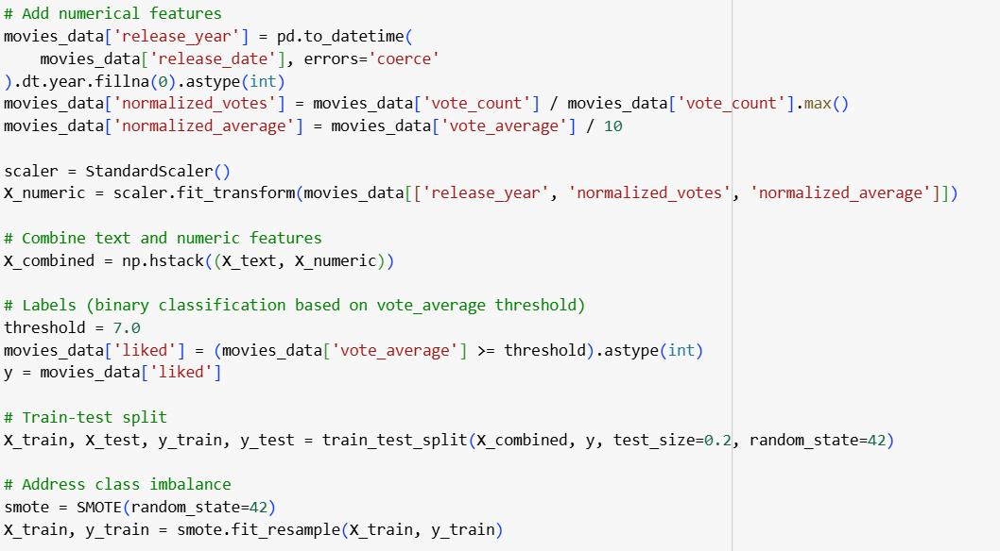 # Add numerical features
movies_data['release_year'] = pd.to_datetime(
    movies_data['release_date'], errors='coerce'
).dt.year.fillna(0).astype(int)
movies_data['normalized_votes'] = movies_data['vote_count'] / movies_data['vote_count'].max()
movies_data['normalized_average'] = movies_data['vote_average'] / 10

scaler = StandardScaler()
X_numeric = scaler.fit_transform(movies_data[['release_year', 'normalized_votes', 'normalized_average']])

# Combine text and numeric features
X_combined = np.hstack((X_text, X_numeric))

# Labels (binary classification based on vote_average threshold)
threshold = 7.0
movies_data['liked'] = (movies_data['vote_average'] >= threshold).astype(int)
y = movies_data['liked']

# Train-test split
X_train, X_test, y_train, y_test = train_test_split(X_combined, y, test_size=0.2, random_state=42)

# Address class imbalance
smote = SMOTE(random_state=42)
X_train, y_train = smote.fit_resample(X_train, y_train)